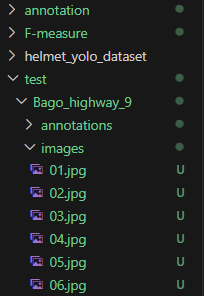 annotation
F-measure
helmet_yolo_dataset
test
Bago_highway_9
annotations
images
01.jpg U
02.jpg U
03.jpg U
04.jpg U
05.jpg U
06.jpg U